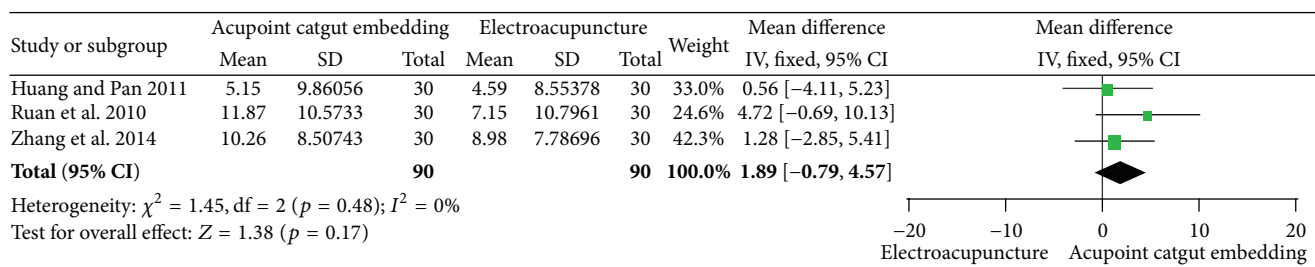 Study or subgroup Acupoint catgut embedding Electroacupuncture Weight Mean difference Mean difference
Mean SD Total Mean SD Total IV, fixed, 95% CI IV, fixed, 95% CI
Huang and Pan 2011 5.15 9.86056 30 4.59 8.55378 30 33.0% 0.56 [−4.11, 5.23]
Ruan et al. 2010 11.87 10.5733 30 7.15 10.7961 30 24.6% 4.72 [−0.69, 10.13]
Zhang et al. 2014 10.26 8.50743 30 8.98 7.78696 30 42.3% 1.28 [−2.85, 5.41]
Total (95% CI) 90 90 100.0% 1.89 [−0.79, 4.57]
Heterogeneity: χ² = 1.45, df = 2 (p = 0.48); I² = 0%
Test for overall effect: Z = 1.38 (p = 0.17)
−20 −10 0 10 20
Electroacupuncture Acupoint catgut embedding